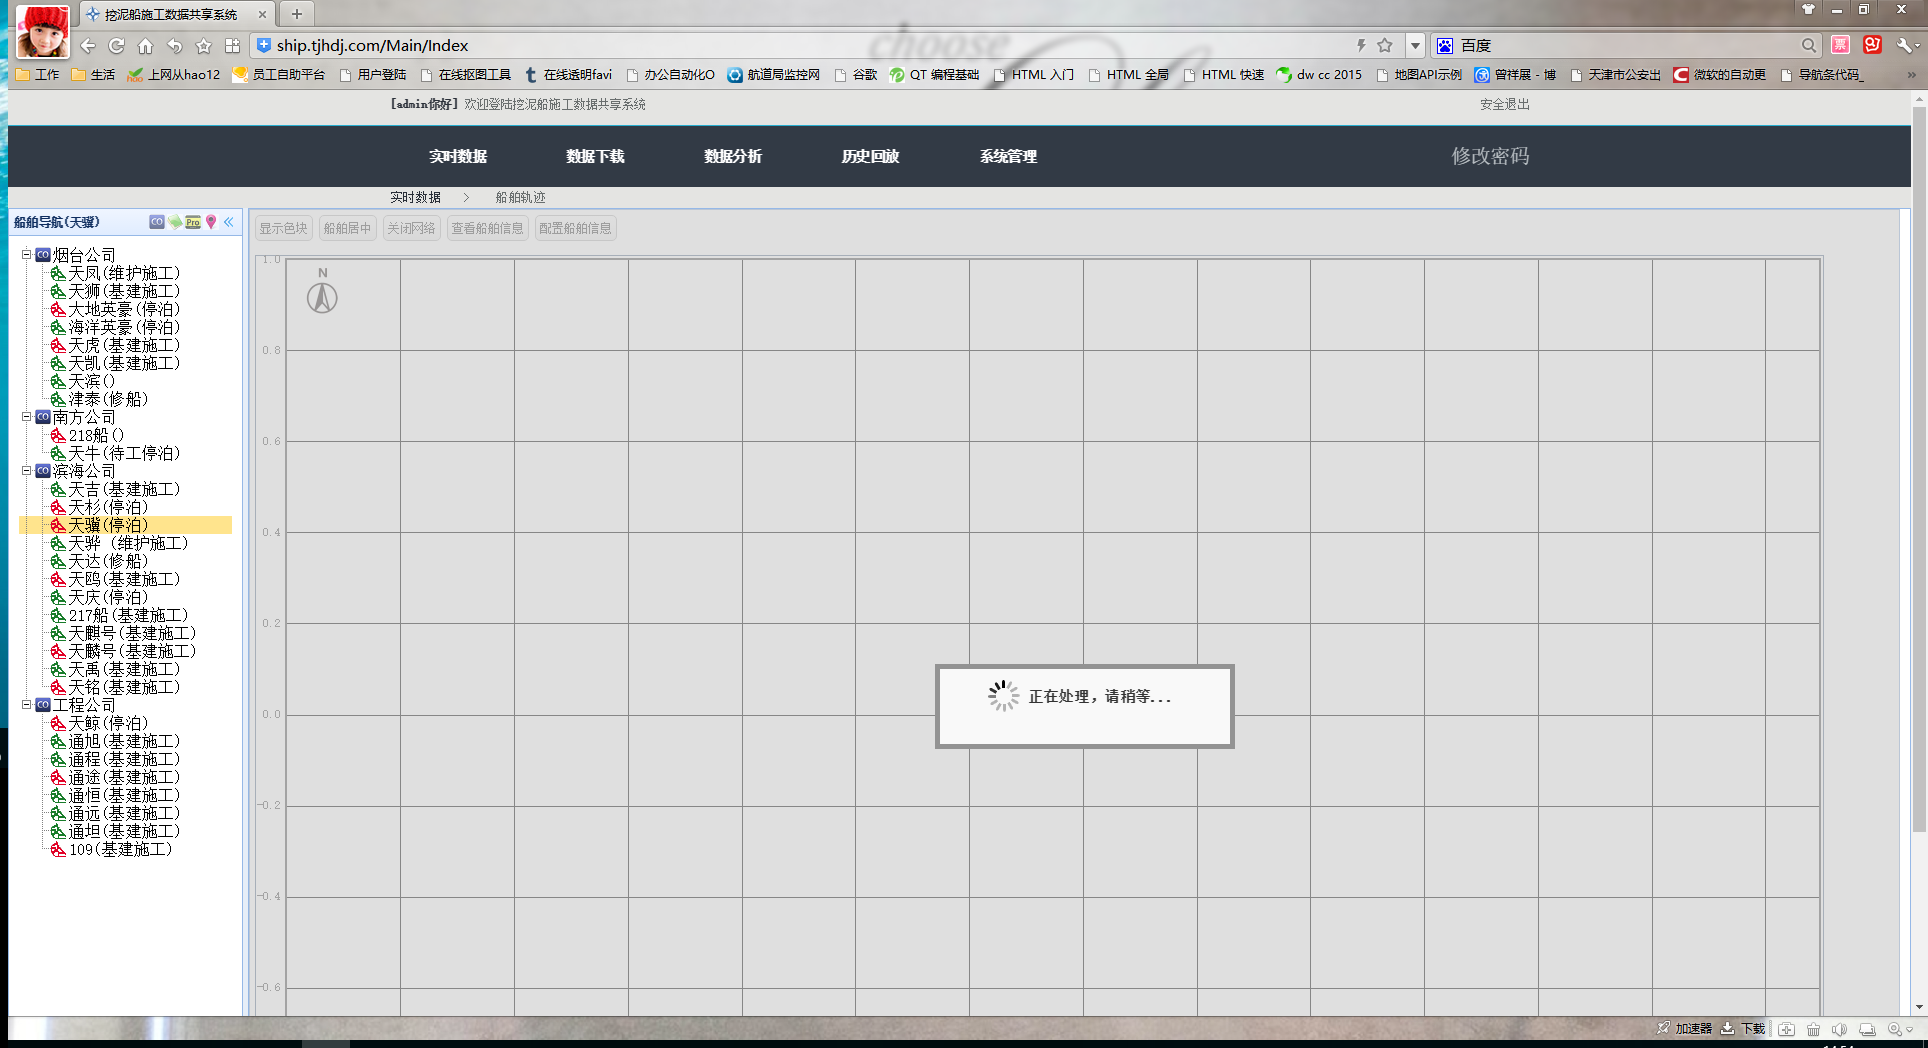 挖泥船施工数据共享系统
ship.tjhdj.com/Main/Index
百度
工作 生活 上网从hao12 员工自助平台 用户登陆 在线抠图工具 在线透明favi 办公自动化O 航道局监控网 谷歌 QT 编程基础 HTML 入门 HTML 全局 HTML 快速 dw cc 2015 地图API示例 曾祥展 - 博 天津市公安出 微软的自动更 导航条代码_
choose
[admin你好] 欢迎登陆挖泥船施工数据共享系统 安全退出
实时数据 数据下载 数据分析 历史回放 系统管理 修改密码
实时数据 > 船舶轨迹
船舶导航(天骥) CO Pro
显示色块 船舶居中 关闭网络 查看船舶信息 配置船舶信息
烟台公司
天凤(维护施工)
天狮(基建施工)
大地英豪(停泊)
海洋英豪(停泊)
天虎(基建施工)
天凯(基建施工)
天滨()
津泰(修船)
南方公司
218船()
天牛(待工停泊)
滨海公司
天吉(基建施工)
天杉(停泊)
天骥(停泊)
天骅 (维护施工)
天达(修船)
天鸥(基建施工)
天庆(停泊)
217船(基建施工)
天麒号(基建施工)
天麟号(基建施工)
天禹(基建施工)
天铭(基建施工)
工程公司
天鲸(停泊)
通旭(基建施工)
通程(基建施工)
通途(基建施工)
通恒(基建施工)
通远(基建施工)
通坦(基建施工)
109(基建施工)
1.0
N
0.8
0.6
0.4
0.2
0.0
-0.2
-0.4
-0.6
正在处理，请稍等...
加速器 下载